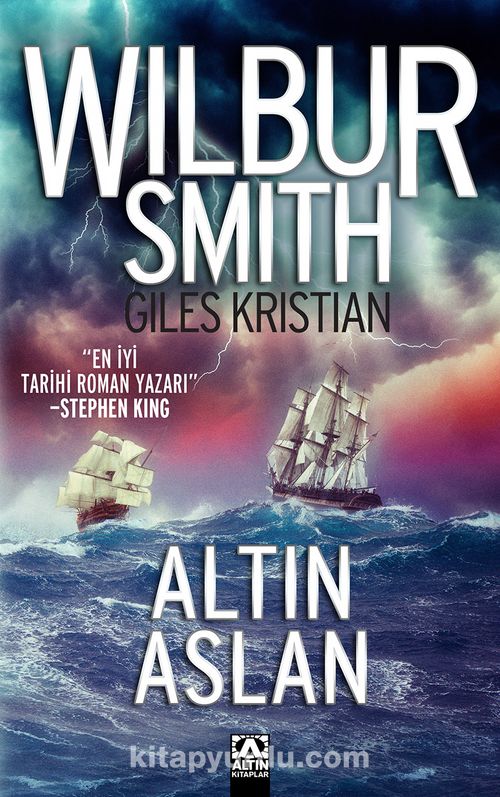 WILBUR
SMITH
GILES KRISTIAN
“EN İYİ
TARİHİ ROMAN YAZARI”
–STEPHEN KING
ALTIN
ASLAN
kitapyurdu.com
ALTIN
KİTAPLAR